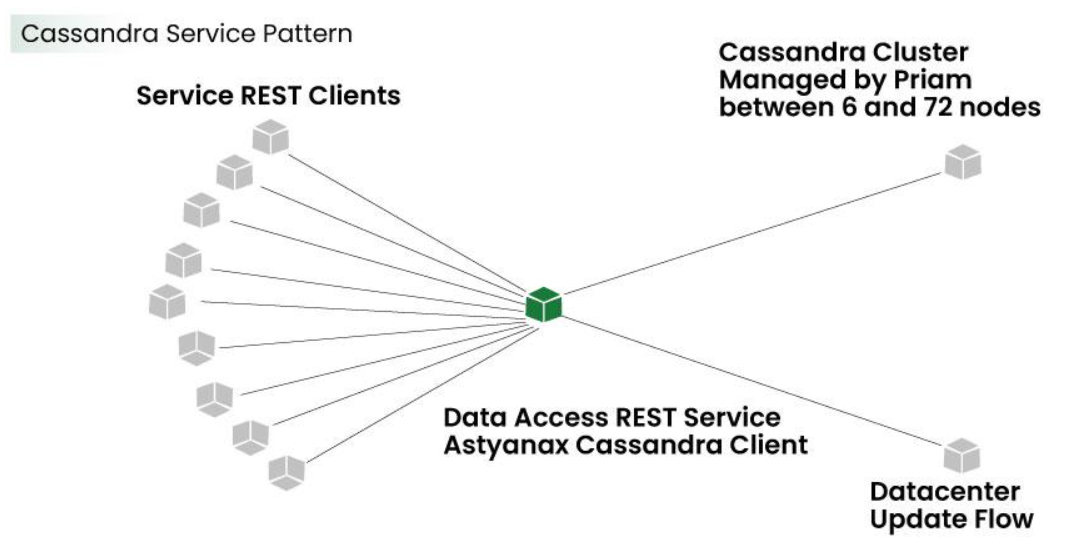 Cassandra Service Pattern
Service REST Clients
Cassandra Cluster
Managed by Priam
between 6 and 72 nodes
Data Access REST Service
Astyanax Cassandra Client
Datacenter
Update Flow